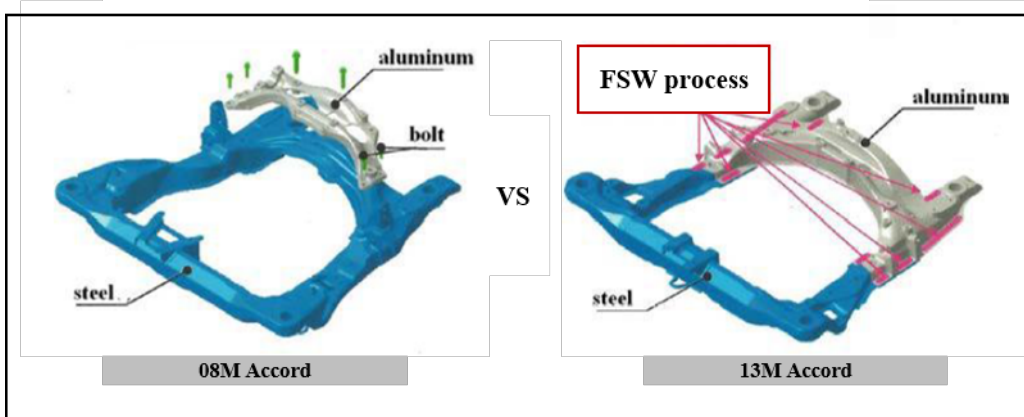 aluminum
bolt
steel
08M Accord
VS
FSW process
aluminum
steel
13M Accord